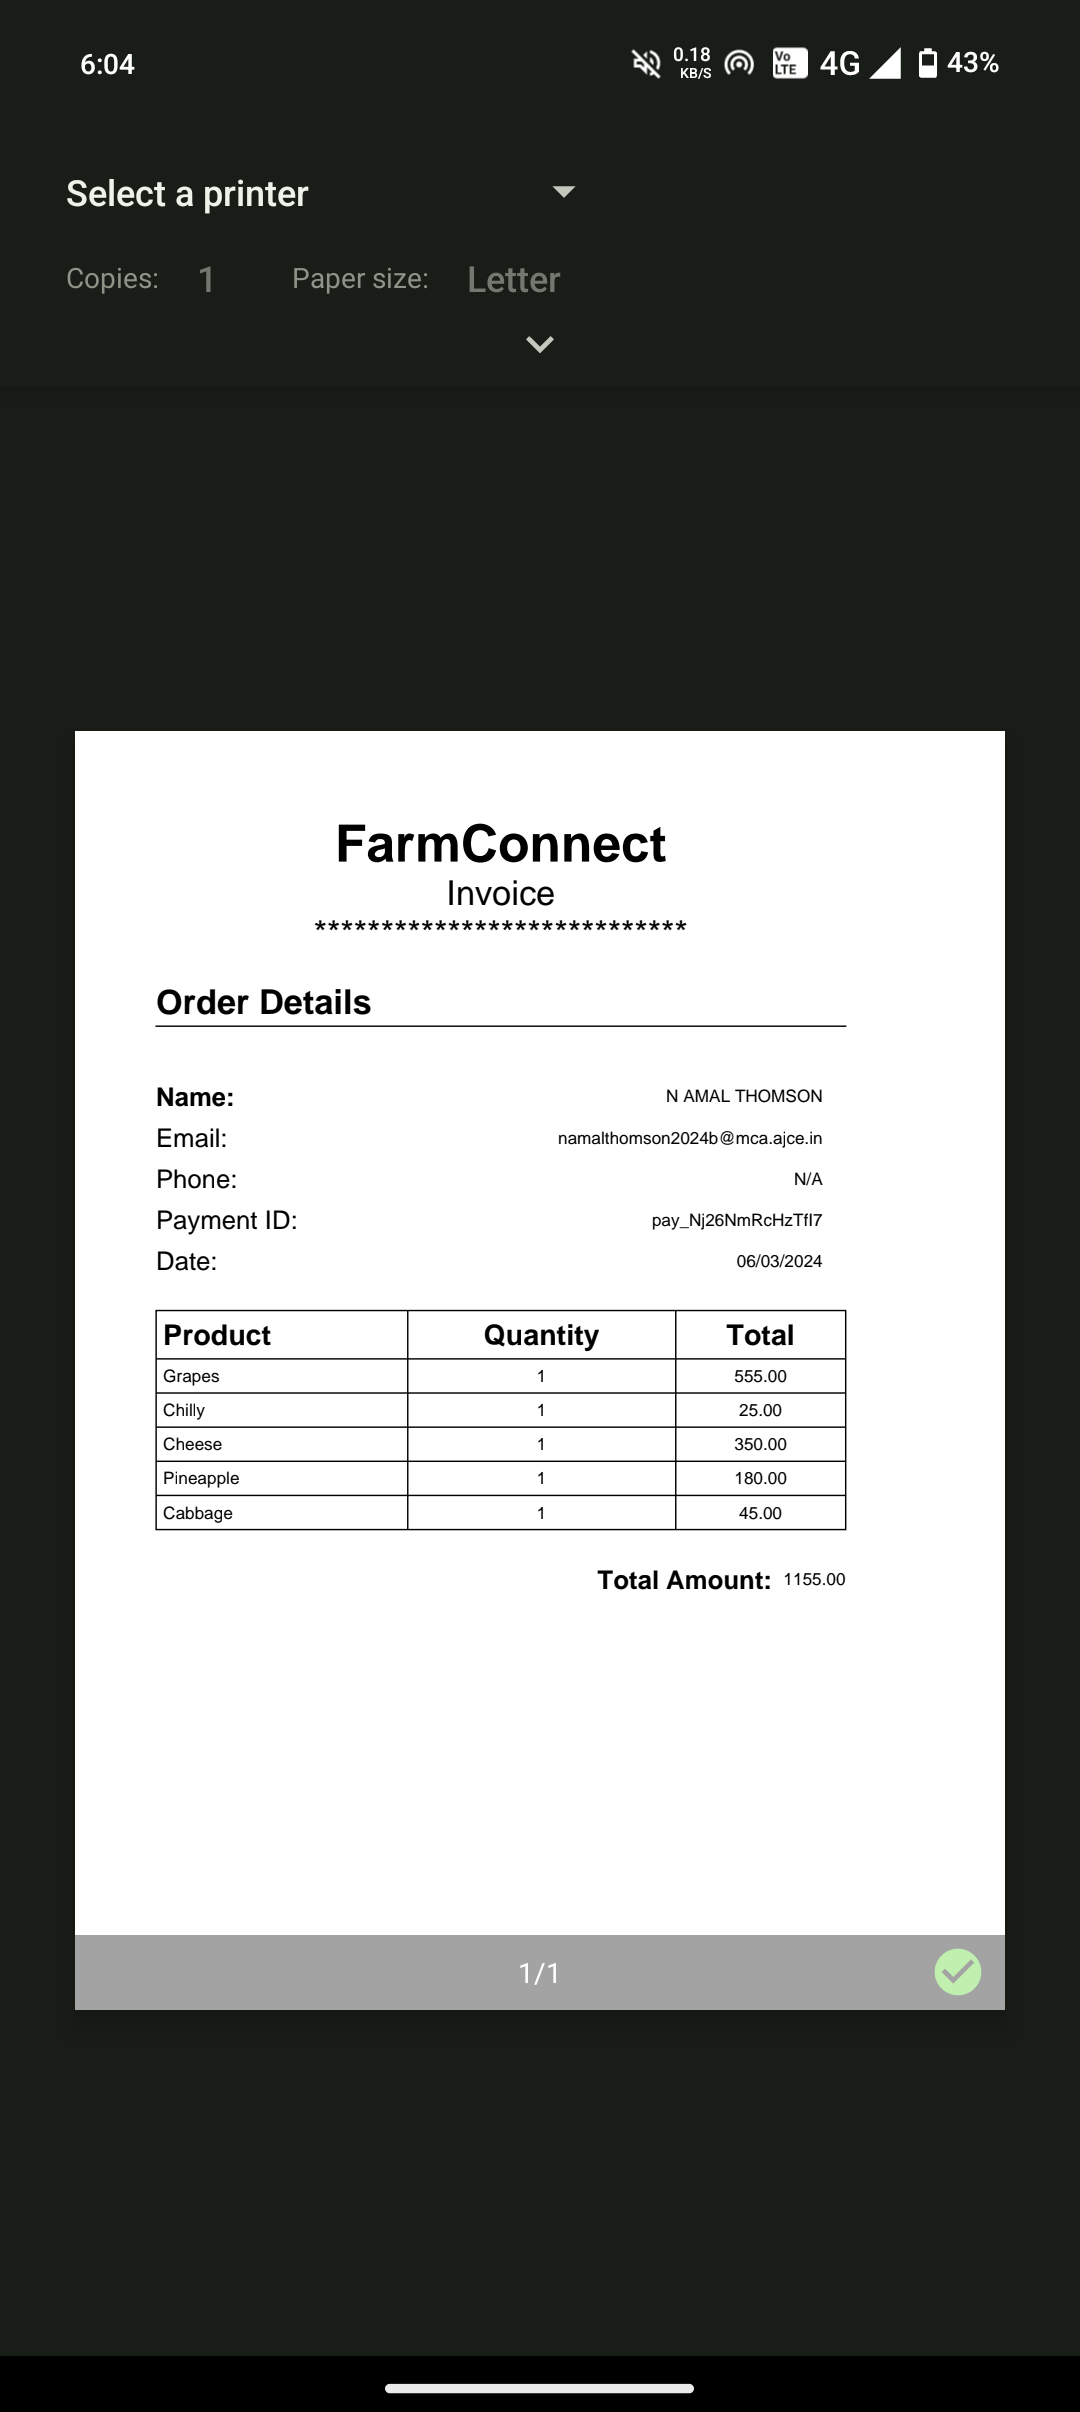 6:04 0.18 KB/S Vo LTE 4G 43%
Select a printer
Copies: 1 Paper size: Letter
FarmConnect
Invoice
****************************
Order Details
Name: N AMAL THOMSON
Email: namalthomson2024b@mca.ajce.in
Phone: N/A
Payment ID: pay_Nj26NmRcHzTfI7
Date: 06/03/2024
Product Quantity Total
Grapes 1 555.00
Chilly 1 25.00
Cheese 1 350.00
Pineapple 1 180.00
Cabbage 1 45.00
Total Amount: 1155.00
1/1